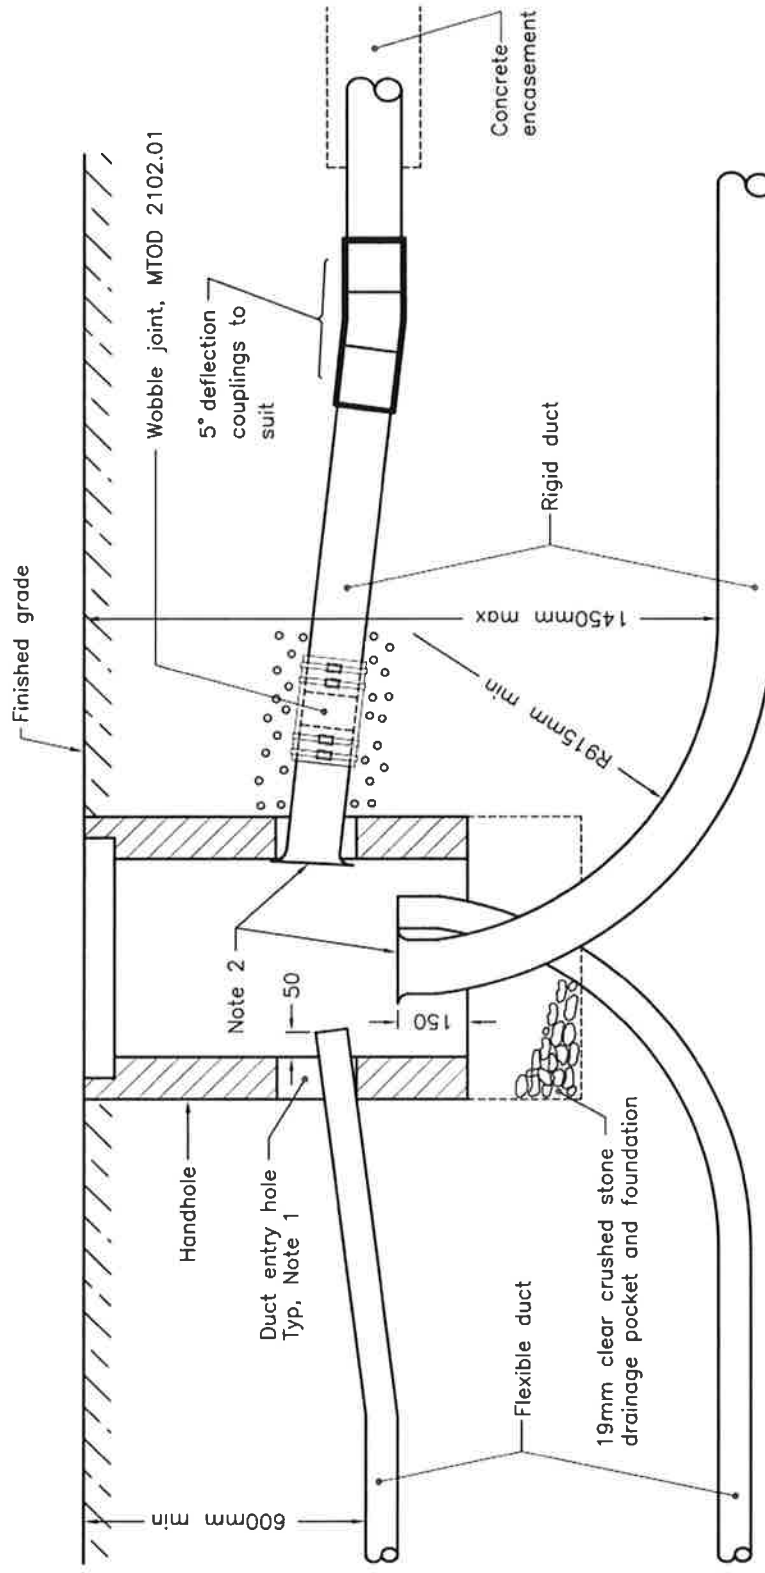 Finished grade
Wobble joint, MTOD 2102.01
5° deflection
couplings to
suit
Concrete
encasement
Handhole
Duct entry hole
Typ, Note 1
Note 2
50
150
600mm min
1450mm max
R915mm min
Rigid duct
Flexible duct
19mm clear crushed stone
drainage pocket and foundation